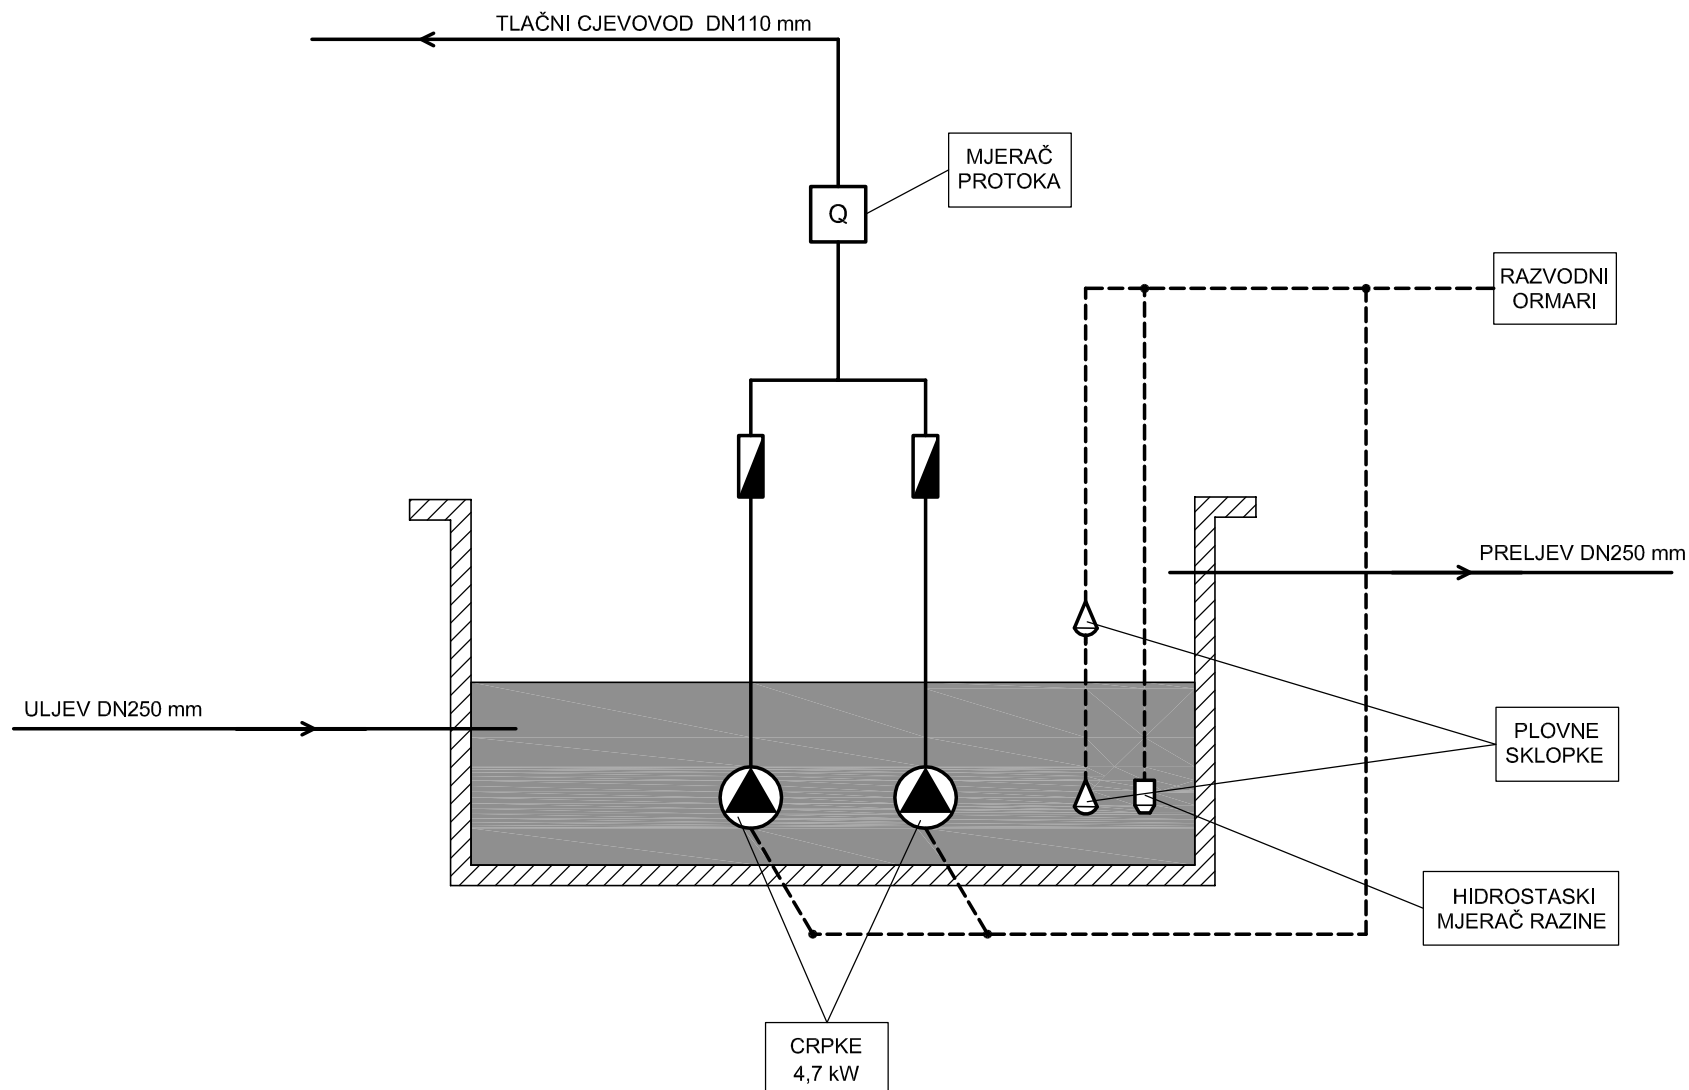 TLAČNI CJEVOVOD DN110 mm
MJERAČ
PROTOKA
Q
RAZVODNI
ORMARI
PRELJEV DN250 mm
ULJEV DN250 mm
PLOVNE
SKLOPKE
HIDROSTASKI
MJERAČ RAZINE
CRPKE
4,7 kW